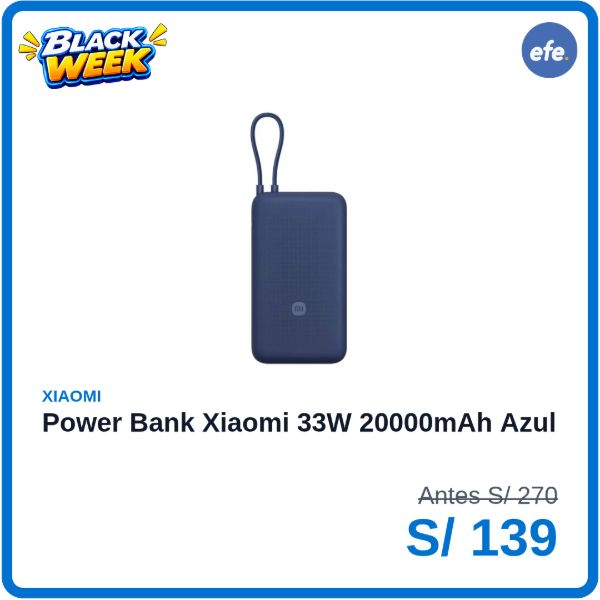 BLACK
WEEK
efe.
mi
XIAOMI
Power Bank Xiaomi 33W 20000mAh Azul
Antes S/ 270
S/ 139